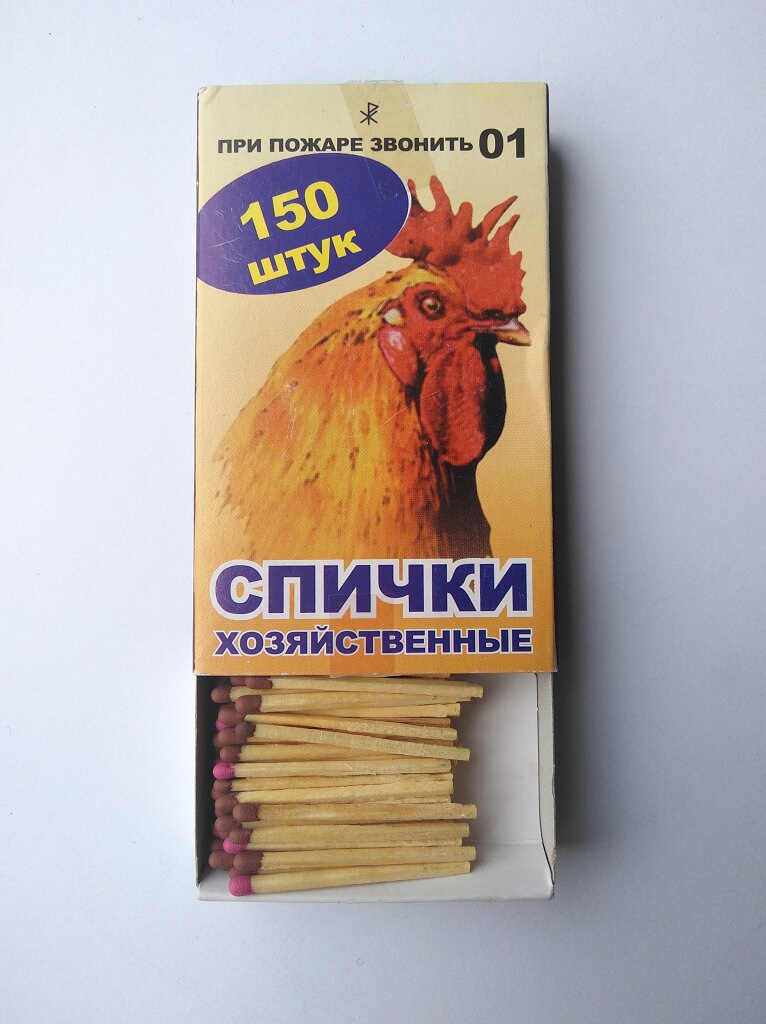 ПРИ ПОЖАРЕ ЗВОНИТЬ 01
150
штук
СПИЧКИ
ХОЗЯЙСТВЕННЫЕ